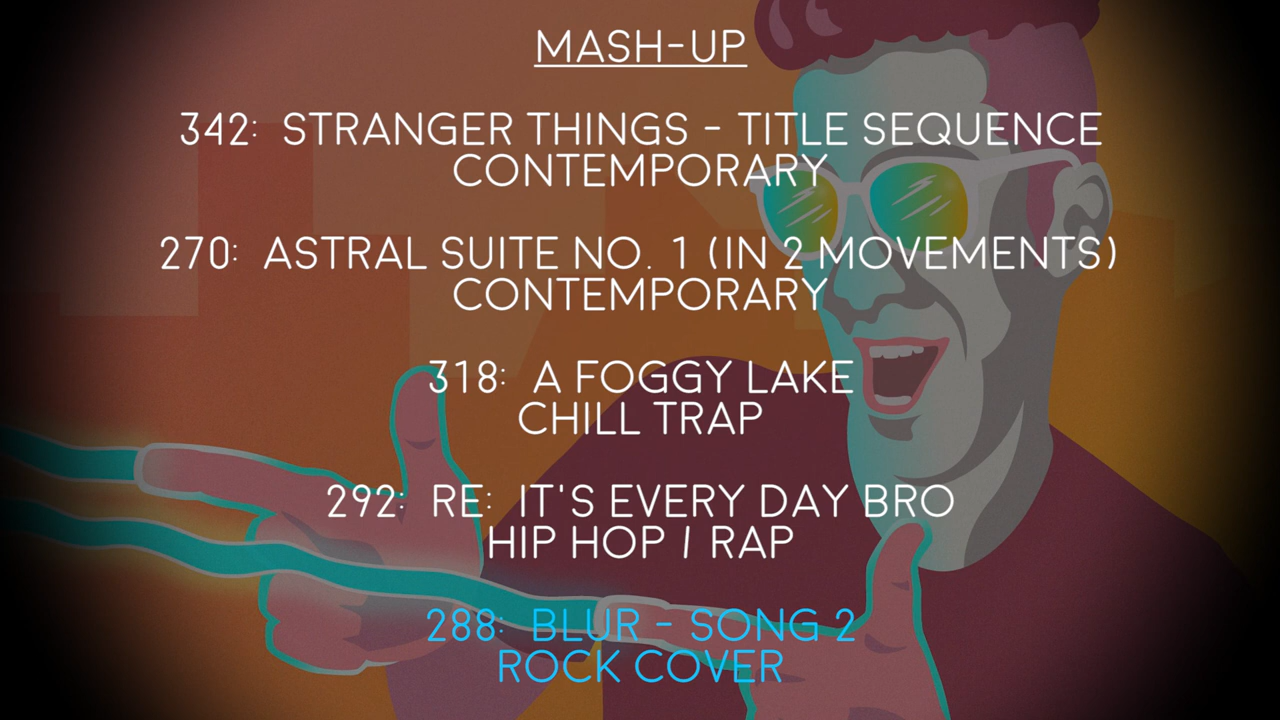 MASH-UP
342: STRANGER THINGS - TITLE SEQUENCE
CONTEMPORARY
270: ASTRAL SUITE NO. 1 (IN 2 MOVEMENTS)
CONTEMPORARY
318: A FOGGY LAKE
CHILL TRAP
292: RE: IT'S EVERY DAY BRO
HIP HOP / RAP
288: BLUR - SONG 2
ROCK COVER